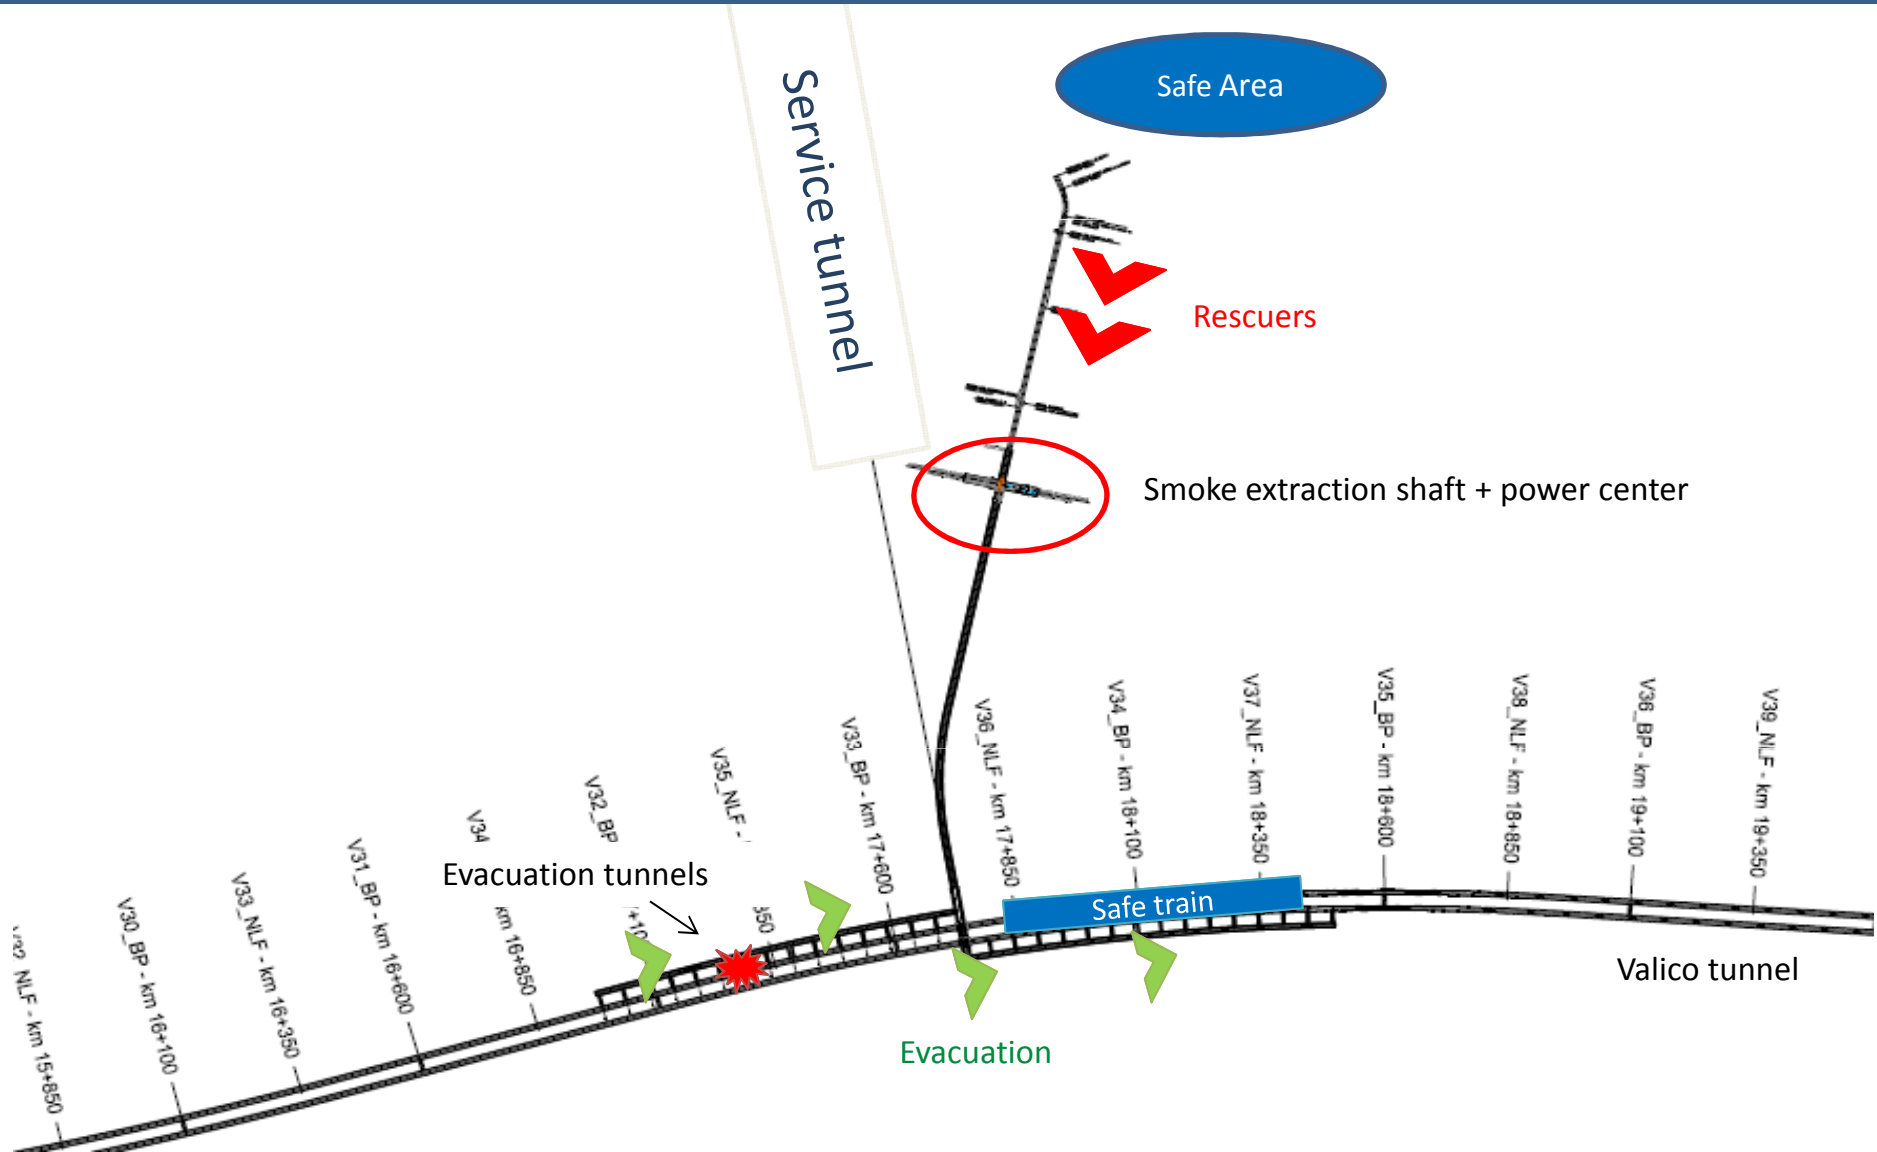 Safe Area
Service tunnel
Rescuers
Smoke extraction shaft + power center
V32_NLF - km 15+850
V30_BP - km 16+100
V33_NLF - km 16+350
V31_BP - km 16+600
V34
km 16+850
V32_BP
V35_NLF -
V33_BP - km 17+600
V36_NLF - km 17+850
V34_BP - km 18+100
V37_NLF - km 18+350
V35_BP - km 18+600
V38_NLF - km 18+850
V36_BP - km 19+100
V39_NLF - km 19+350
Evacuation tunnels
Safe train
Valico tunnel
Evacuation